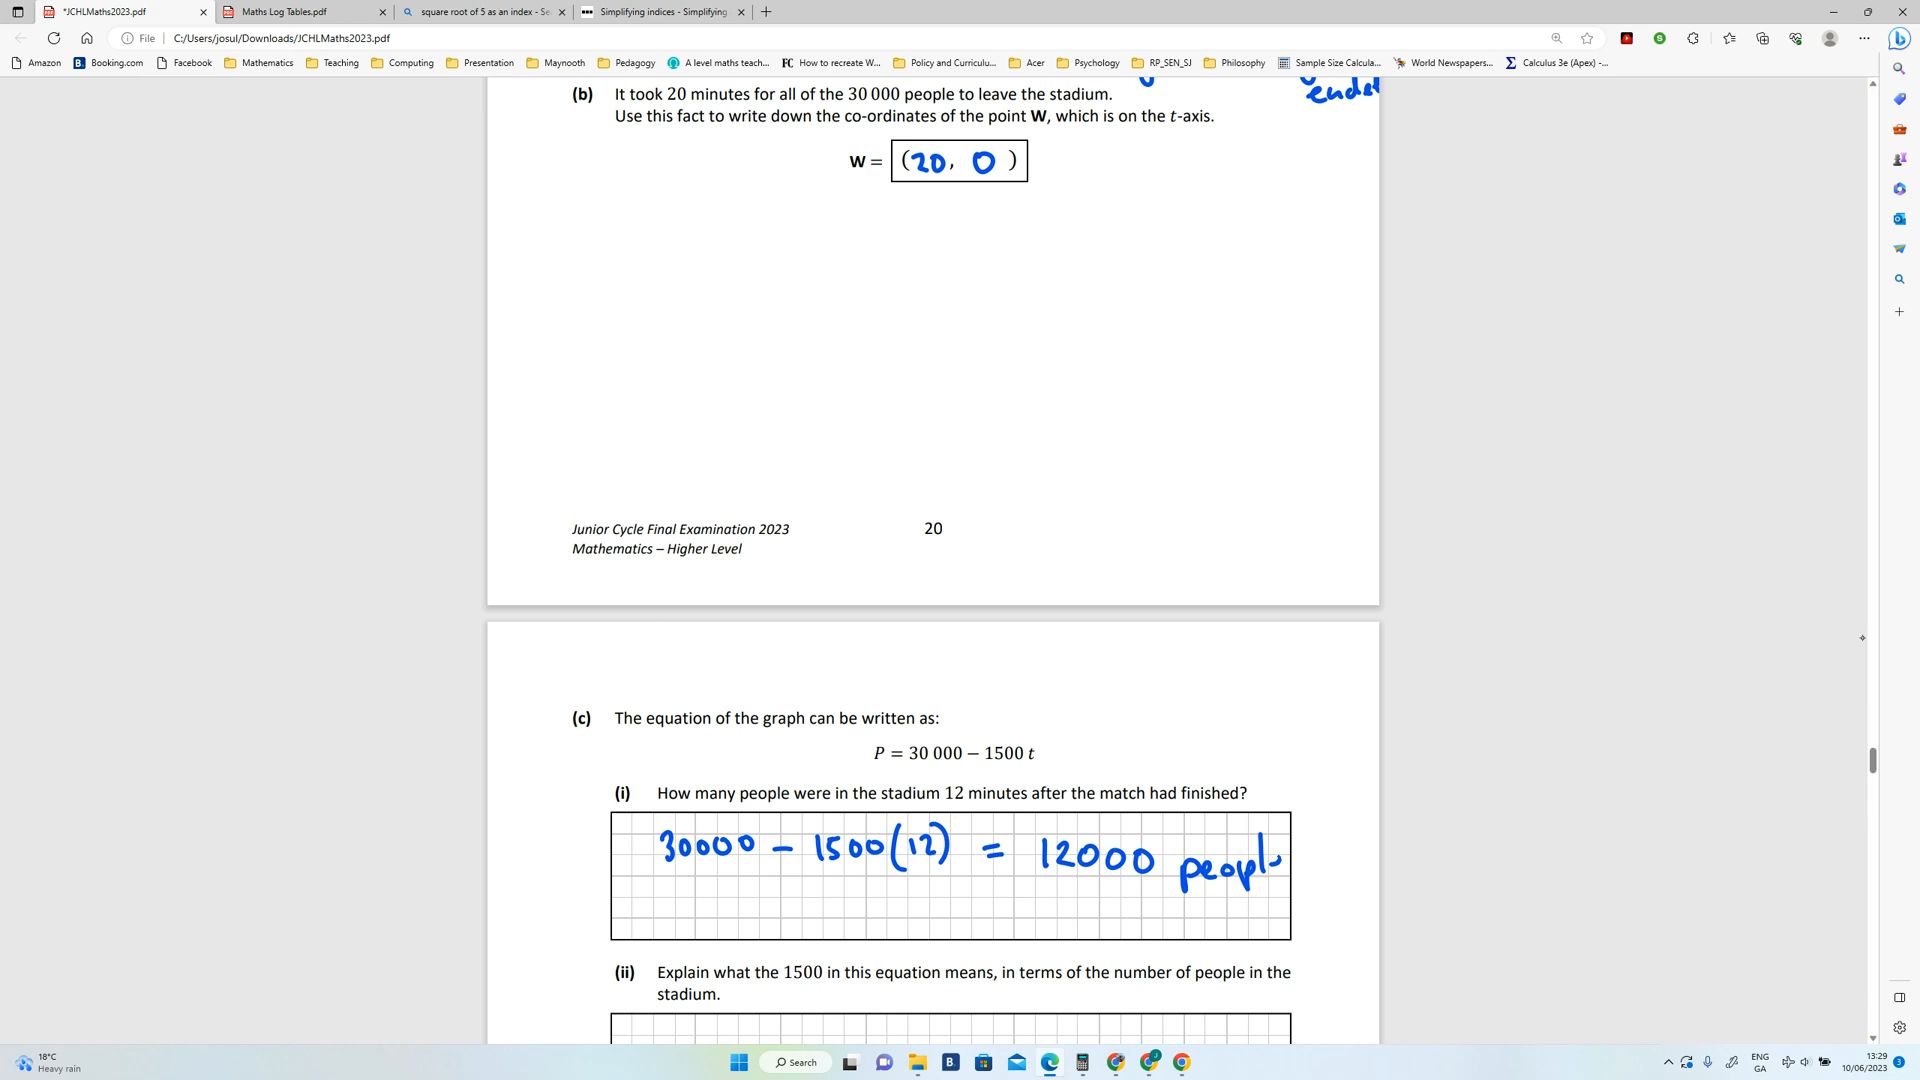 *JCHLMaths2023.pdf
Maths Log Tables.pdf
square root of 5 as an index - Se
Simplifying indices - Simplifying
File
C:/Users/josul/Downloads/JCHLMaths2023.pdf
Amazon
Booking.com
Facebook
Mathematics
Teaching
Computing
Presentation
Maynooth
Pedagogy
A level maths teach...
How to recreate W...
Policy and Curriculu...
Acer
Psychology
RP_SEN_SJ
Philosophy
Sample Size Calcula...
World Newspapers...
Calculus 3e (Apex) -...
(b) It took 20 minutes for all of the 30 000 people to leave the stadium.
Use this fact to write down the co-ordinates of the point W, which is on the t-axis.
W = (20, 0)
Junior Cycle Final Examination 2023
20
Mathematics – Higher Level
(c) The equation of the graph can be written as:
P = 30 000 − 1500 t
(i) How many people were in the stadium 12 minutes after the match had finished?
30000 - 1500(12) = 12000 people
(ii) Explain what the 1500 in this equation means, in terms of the number of people in the
stadium.
18°C
Heavy rain
Search
ENG
GA
13:29
10/06/2023
3